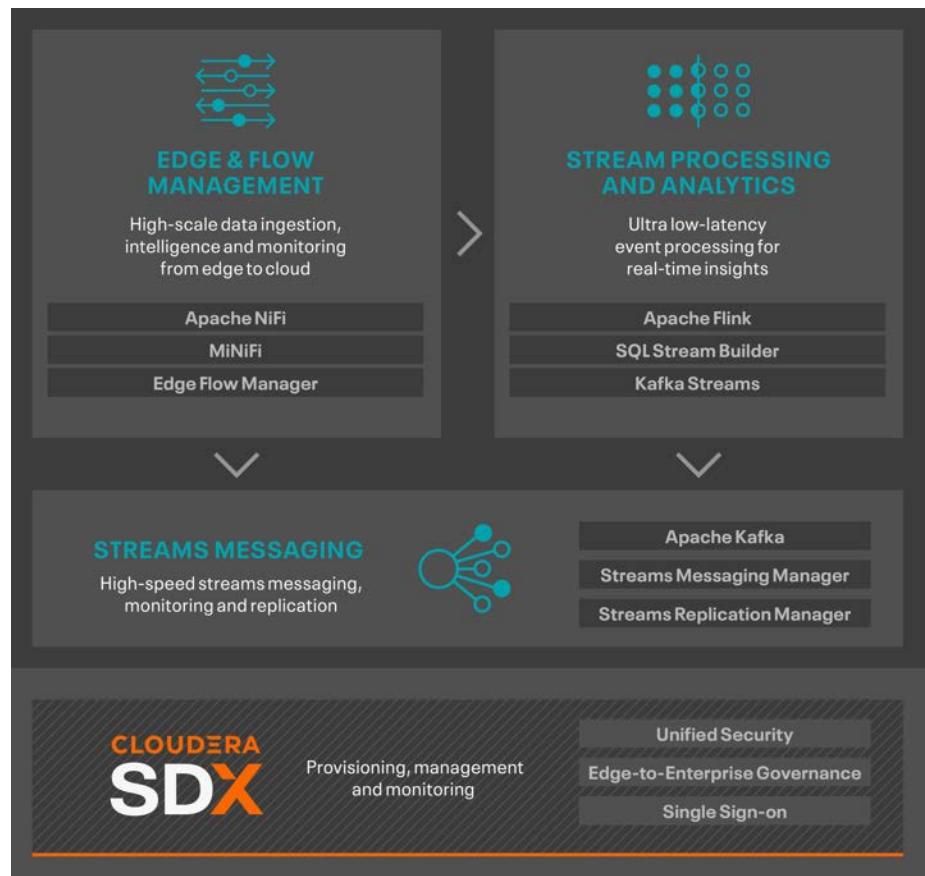 EDGE & FLOW
MANAGEMENT
High-scale data ingestion,
intelligence and monitoring
from edge to cloud
Apache NiFi
MiNiFi
Edge Flow Manager
STREAM PROCESSING
AND ANALYTICS
Ultra low-latency
event processing for
real-time insights
Apache Flink
SQL Stream Builder
Kafka Streams
STREAMS MESSAGING
High-speed streams messaging,
monitoring and replication
Apache Kafka
Streams Messaging Manager
Streams Replication Manager
CLOUDERA
SDX
Provisioning, management
and monitoring
Unified Security
Edge-to-Enterprise Governance
Single Sign-on